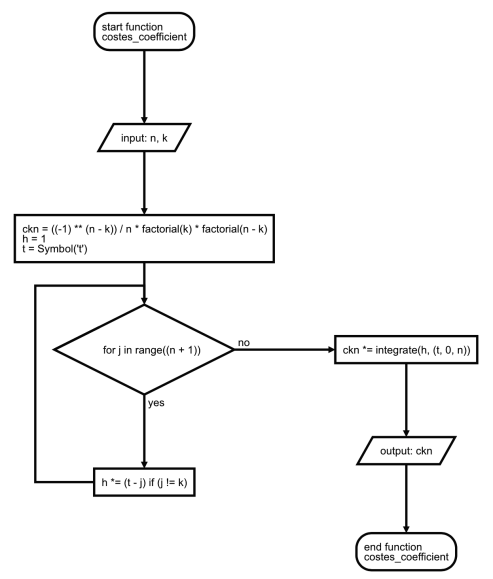 start function
costes_coefficient
input: n, k
ckn = ((-1) ** (n - k)) / n * factorial(k) * factorial(n - k)
h = 1
t = Symbol('t')
for j in range((n + 1))
no
ckn *= integrate(h, (t, 0, n))
yes
output: ckn
h *= (t - j) if (j != k)
end function
costes_coefficient